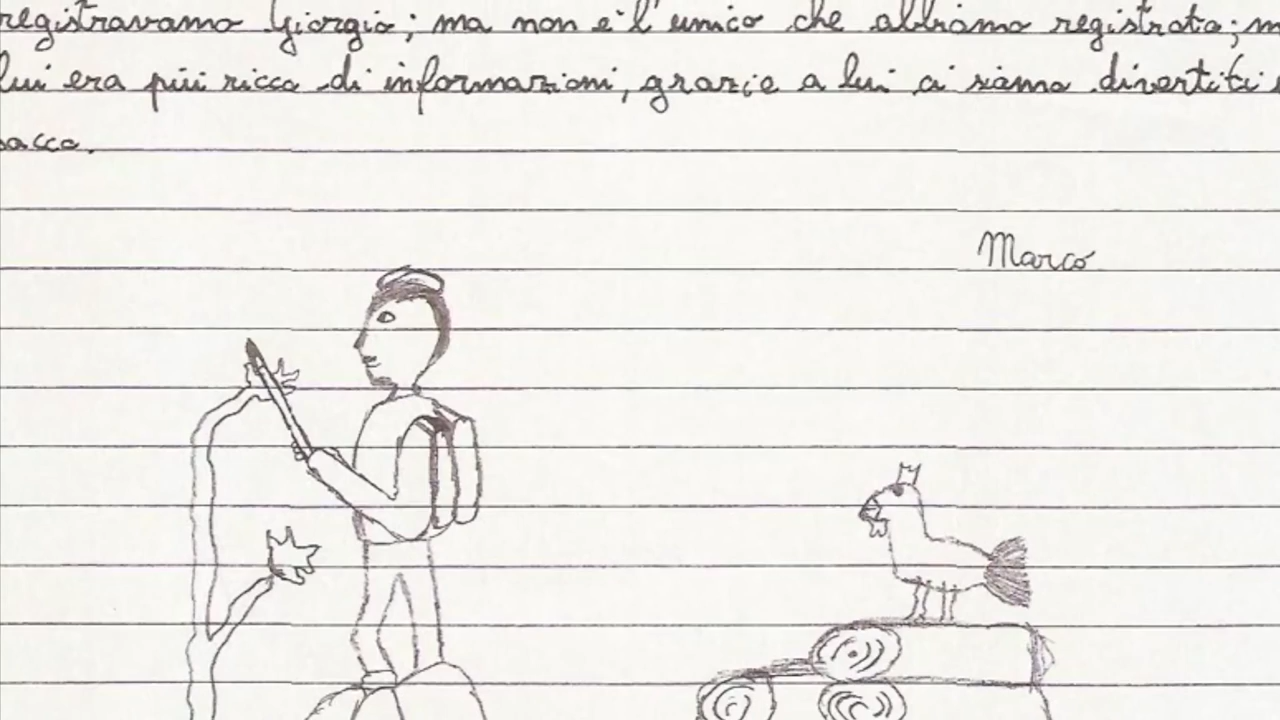 registravamo Giorgio; ma non è l'unico che abbiamo registrato; m
lui era più ricco di informazioni, grazie a lui ci siamo divertiti
sacco.
Marco